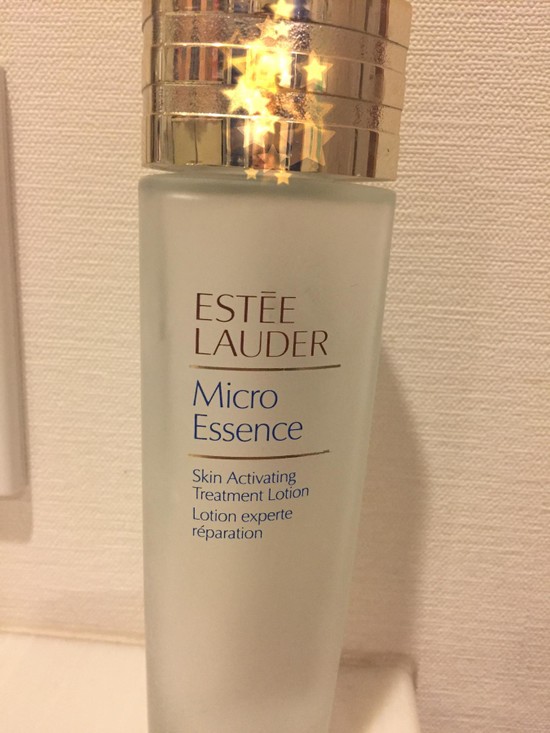 ESTĒE
LAUDER
Micro
Essence
Skin Activating
Treatment Lotion
Lotion experte
réparation